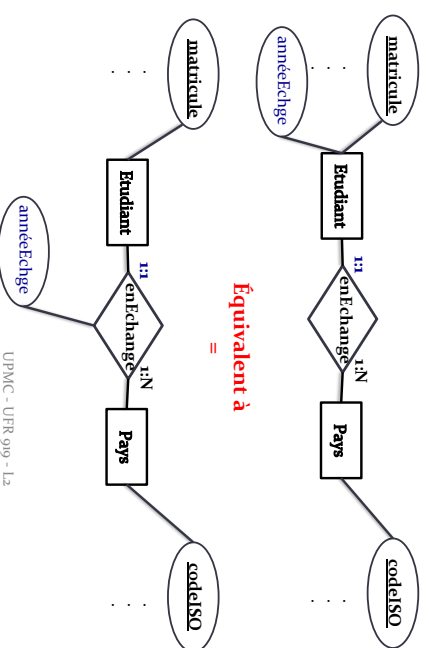 matricule
. . .
annéeEchge
Etudiant
1:1
enEchange
1:N
Pays
codeISO
. . .
Équivalent à
=
matricule
. . .
Etudiant
1:1
enEchange
1:N
Pays
codeISO
. . .
annéeEchge
UPMC - UFR 919 - L2